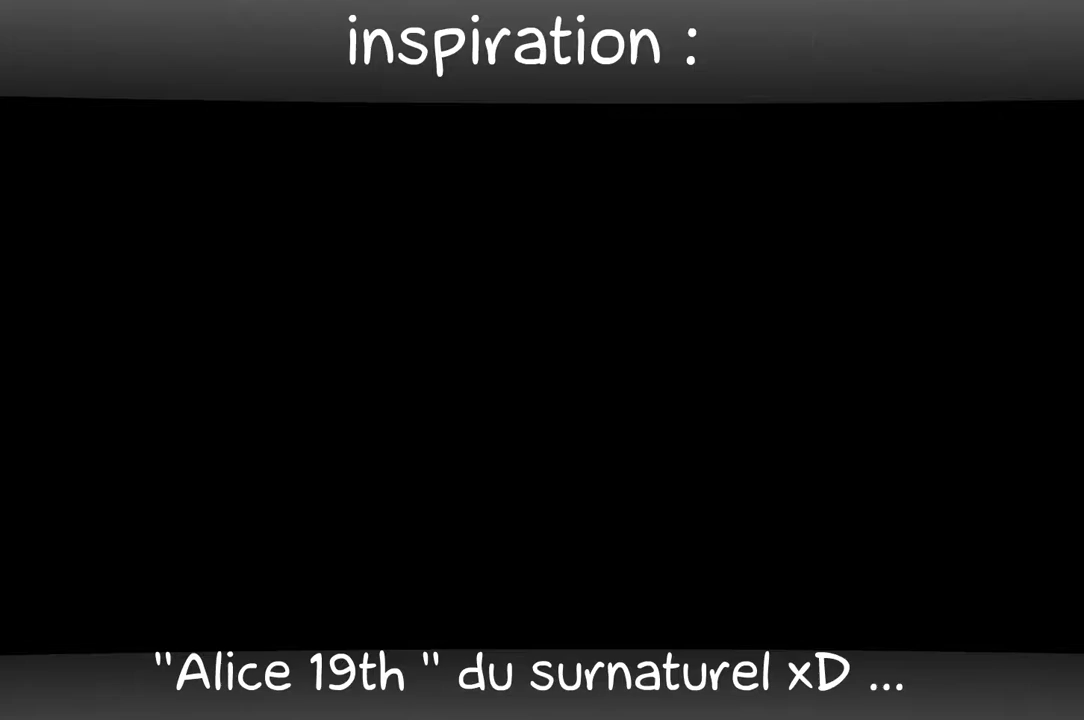 inspiration :
"Alice 19th " du surnaturel xD ...